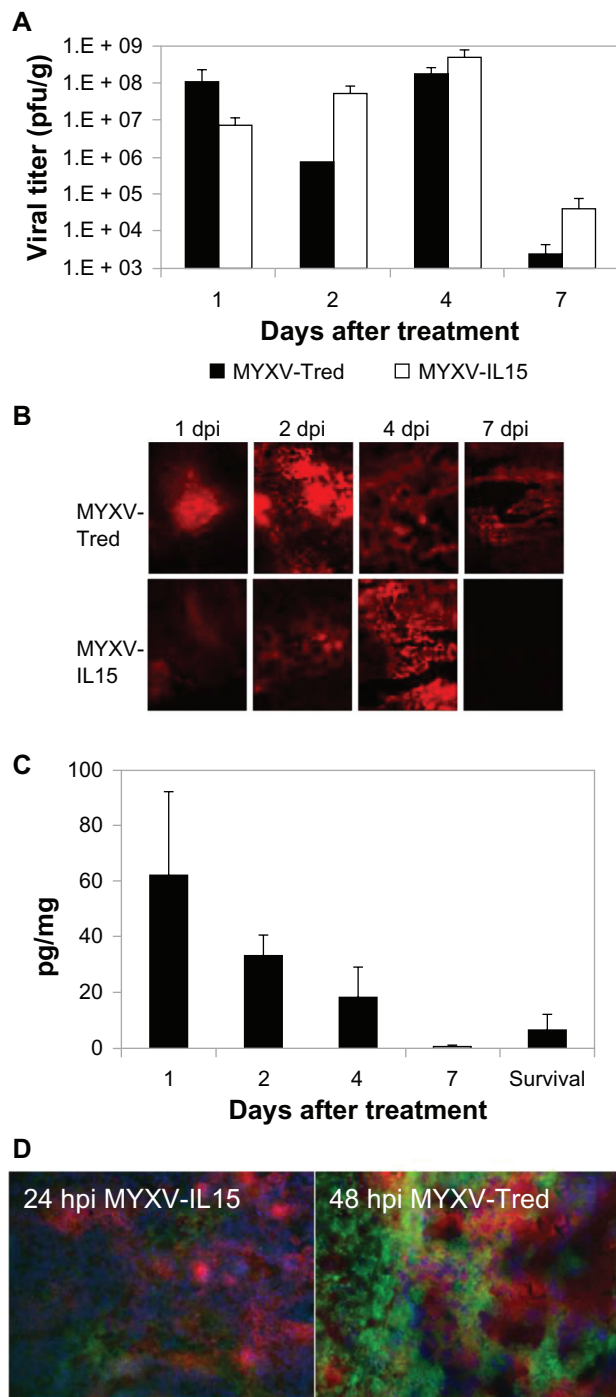 A
Viral titer (pfu/g)
1.E + 09
1.E + 08
1.E + 07
1.E + 06
1.E + 05
1.E + 04
1.E + 03
1 2 4 7
Days after treatment
MYXV-Tred MYXV-IL15
B
1 dpi 2 dpi 4 dpi 7 dpi
MYXV-
Tred
MYXV-
IL15
C
pg/mg
100
80
60
40
20
0
1 2 4 7 Survival
Days after treatment
D
24 hpi MYXV-IL15 48 hpi MYXV-Tred